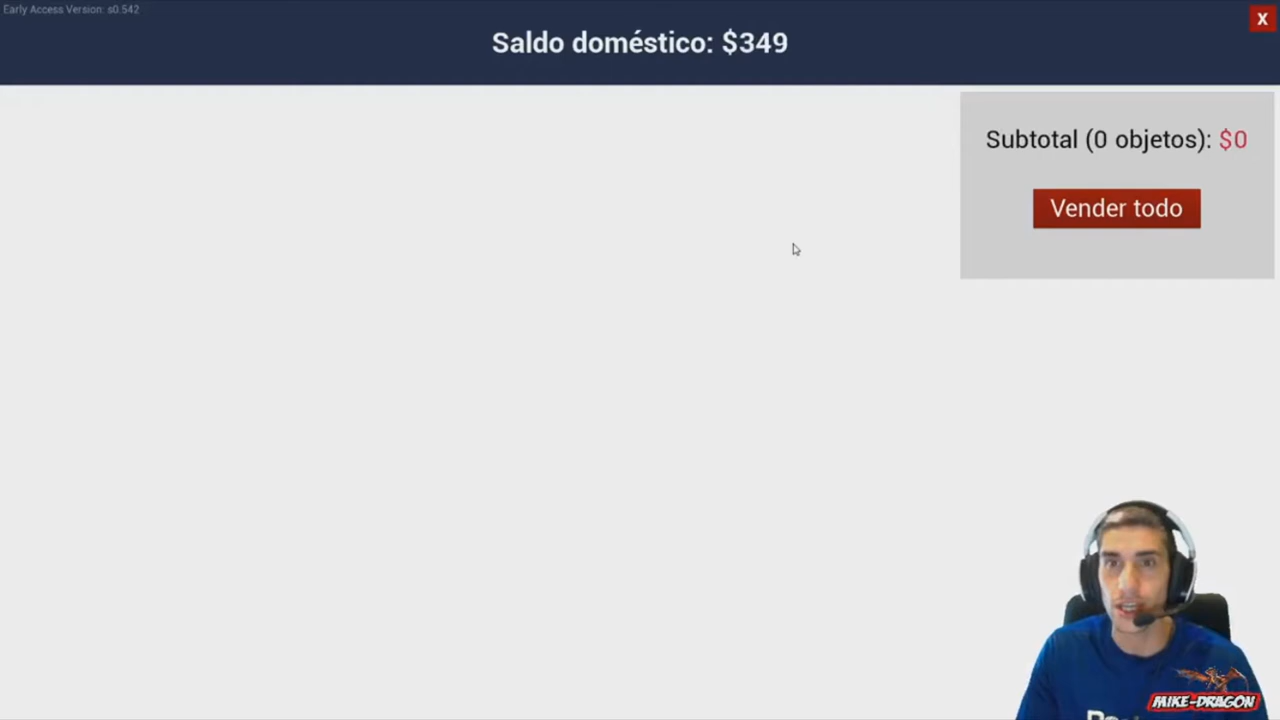 Early Access Version: s0.542
X
Saldo doméstico: $349
Subtotal (0 objetos): $0
Vender todo
MIKE-DRAGON